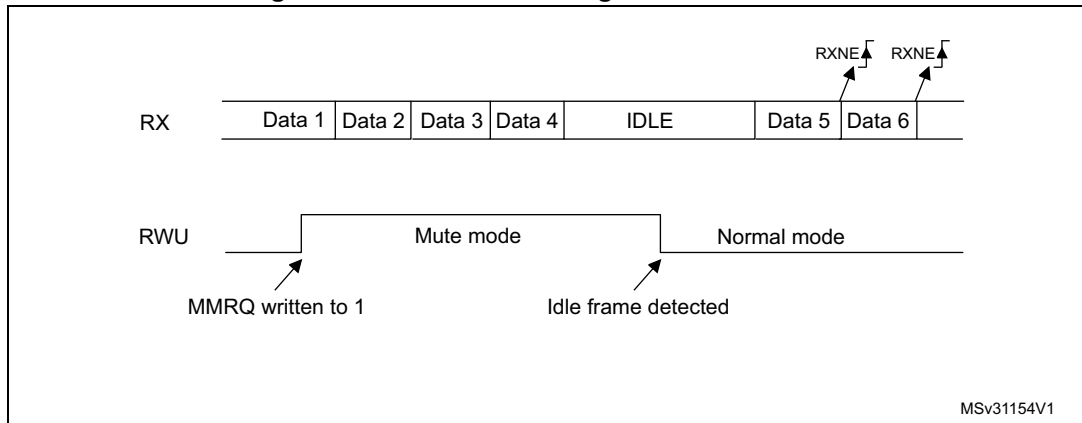 RXNE RXNE
RX Data 1 Data 2 Data 3 Data 4 IDLE Data 5 Data 6
RWU Mute mode Normal mode
MMRQ written to 1 Idle frame detected
MSv31154V1